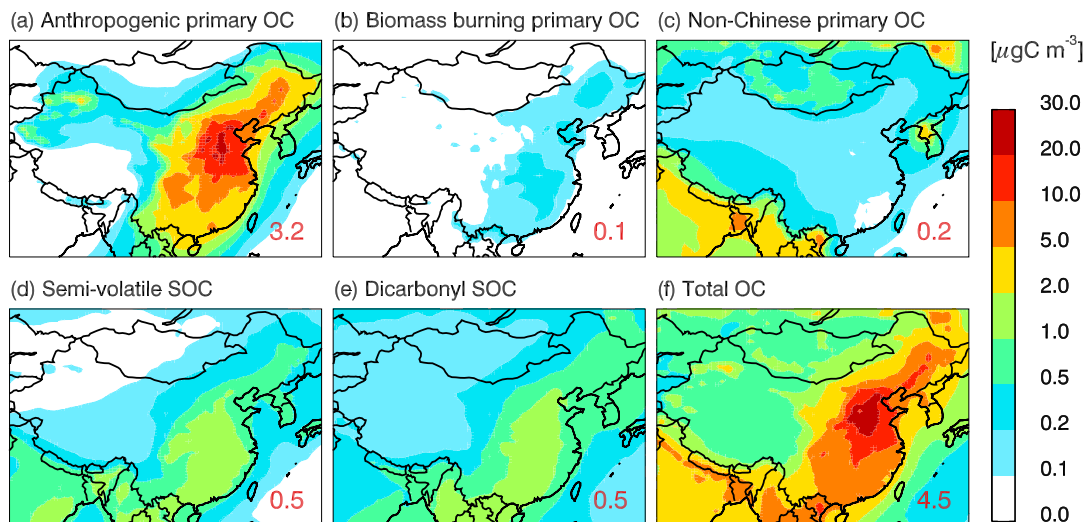 (a) Anthropogenic primary OC
(b) Biomass burning primary OC
(c) Non-Chinese primary OC
[μgC m-3]
3.2
0.1
0.2
(d) Semi-volatile SOC
(e) Dicarbonyl SOC
(f) Total OC
0.5
0.5
4.5
30.0
20.0
10.0
5.0
2.0
1.0
0.5
0.2
0.1
0.0